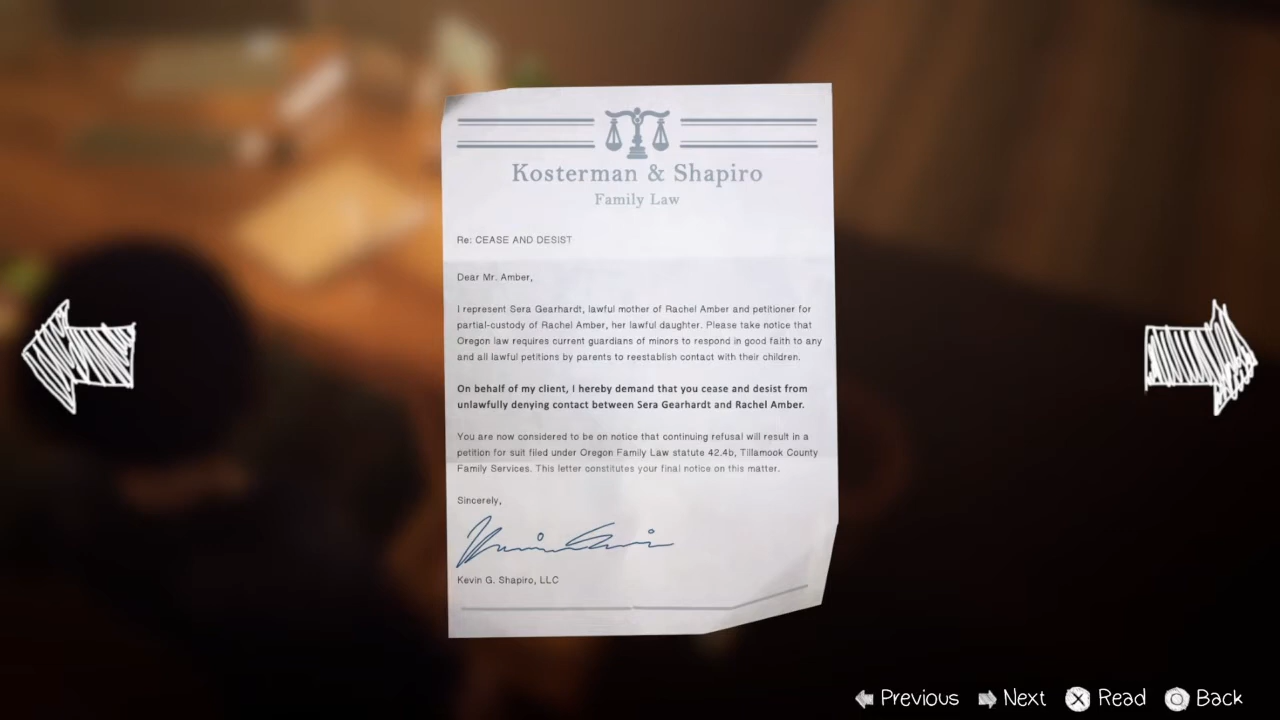 Kosterman & Shapiro
Family Law
Re: CEASE AND DESIST
Dear Mr. Amber,
I represent Sera Gearhardt, lawful mother of Rachel Amber and petitioner for
partial-custody of Rachel Amber, her lawful daughter. Please take notice that
Oregon law requires current guardians of minors to respond in good faith to any
and all lawful petitions by parents to reestablish contact with their children.
On behalf of my client, I hereby demand that you cease and desist from
unlawfully denying contact between Sera Gearhardt and Rachel Amber.
You are now considered to be on notice that continuing refusal will result in a
petition for suit filed under Oregon Family Law statute 42.4b, Tillamook County
Family Services. This letter constitutes your final notice on this matter.
Sincerely,
Kevin G. Shapiro, LLC
Previous Next Read Back